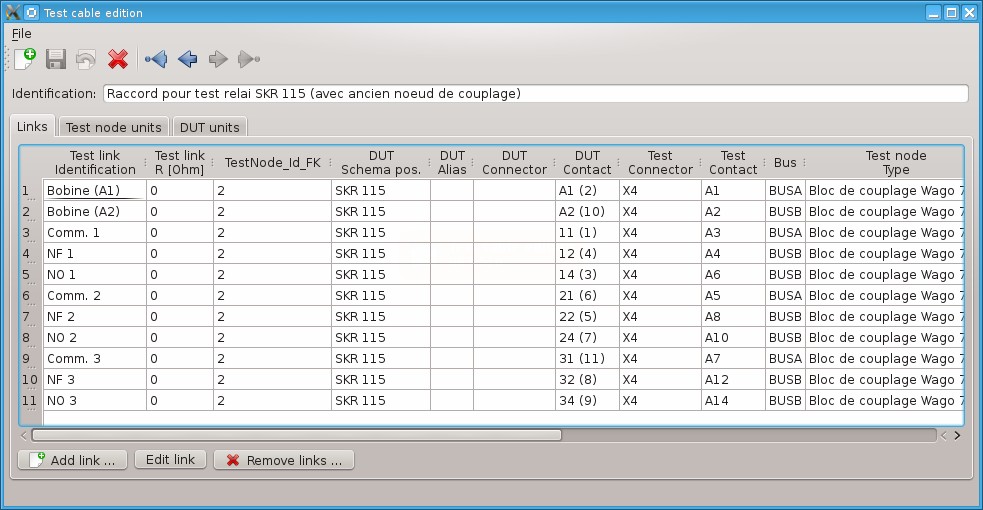 Test cable edition
File
Identification: Raccord pour test relai SKR 115 (avec ancien noeud de couplage)
Links Test node units DUT units
Test link Identification Test link R [Ohm] TestNode_Id_FK DUT Schema pos. DUT Alias DUT Connector DUT Contact Test Connector Test Contact Bus Test node Type
1 Bobine (A1) 0 2 SKR 115 A1 (2) X4 A1 BUSA Bloc de couplage Wago 7
2 Bobine (A2) 0 2 SKR 115 A2 (10) X4 A2 BUSB Bloc de couplage Wago 7
3 Comm. 1 0 2 SKR 115 11 (1) X4 A3 BUSA Bloc de couplage Wago 7
4 NF 1 0 2 SKR 115 12 (4) X4 A4 BUSB Bloc de couplage Wago 7
5 NO 1 0 2 SKR 115 14 (3) X4 A6 BUSB Bloc de couplage Wago 7
6 Comm. 2 0 2 SKR 115 21 (6) X4 A5 BUSA Bloc de couplage Wago 7
7 NF 2 0 2 SKR 115 22 (5) X4 A8 BUSB Bloc de couplage Wago 7
8 NO 2 0 2 SKR 115 24 (7) X4 A10 BUSB Bloc de couplage Wago 7
9 Comm. 3 0 2 SKR 115 31 (11) X4 A7 BUSA Bloc de couplage Wago 7
10 NF 3 0 2 SKR 115 32 (8) X4 A12 BUSB Bloc de couplage Wago 7
11 NO 3 0 2 SKR 115 34 (9) X4 A14 BUSB Bloc de couplage Wago 7
Add link ... Edit link Remove links ...